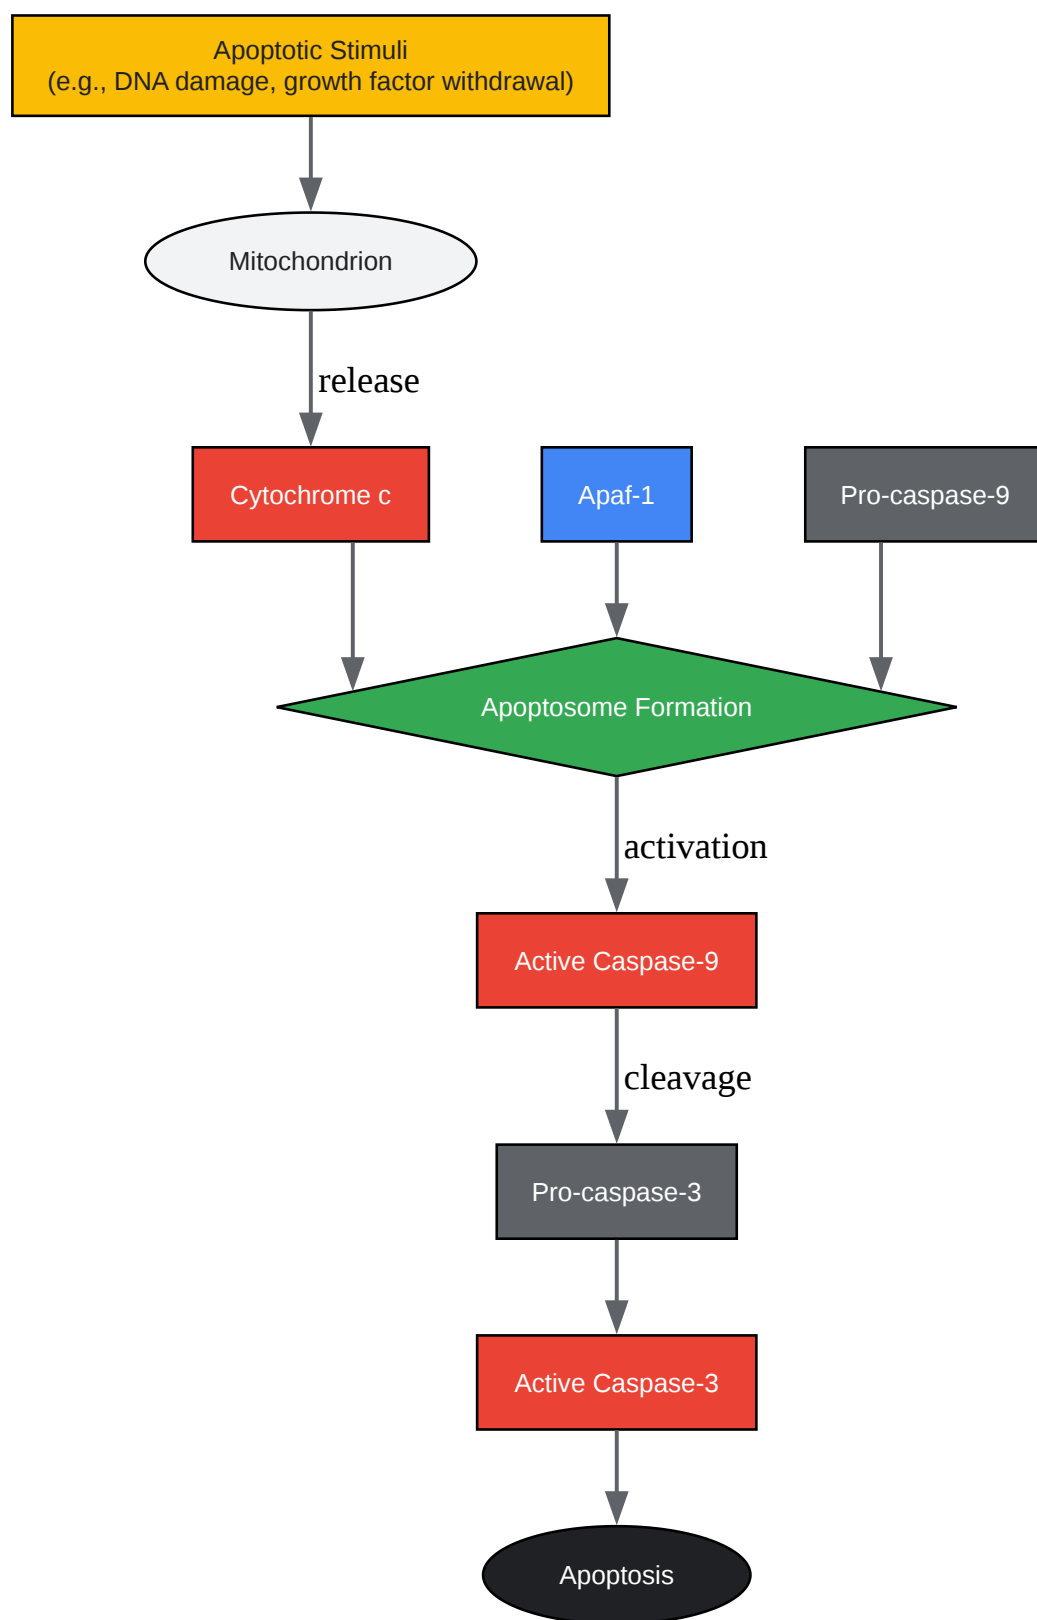 Apoptotic Stimuli
(e.g., DNA damage, growth factor withdrawal)
Mitochondrion
release
Cytochrome c
Apaf-1
Pro-caspase-9
Apoptosome Formation
activation
Active Caspase-9
cleavage
Pro-caspase-3
Active Caspase-3
Apoptosis